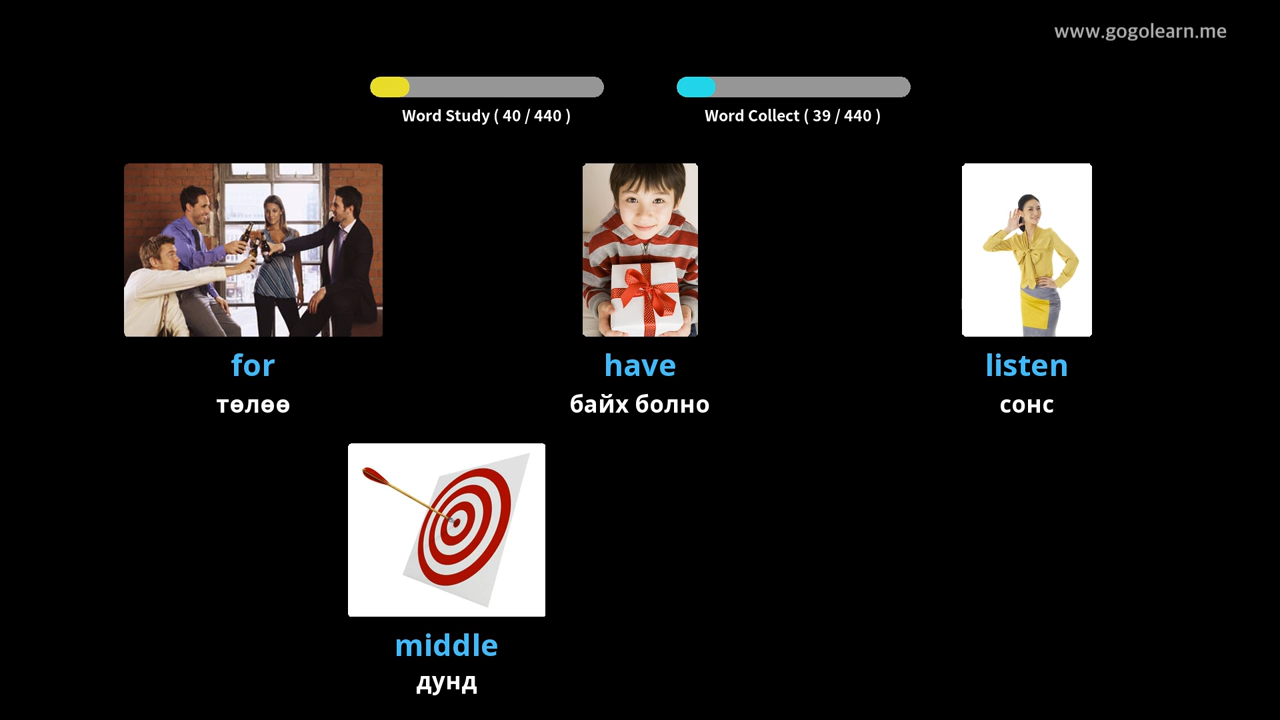 www.gogolearn.me
Word Study ( 40 / 440 )
Word Collect ( 39 / 440 )
for
төлөө
have
байх болно
listen
сонс
middle
дунд